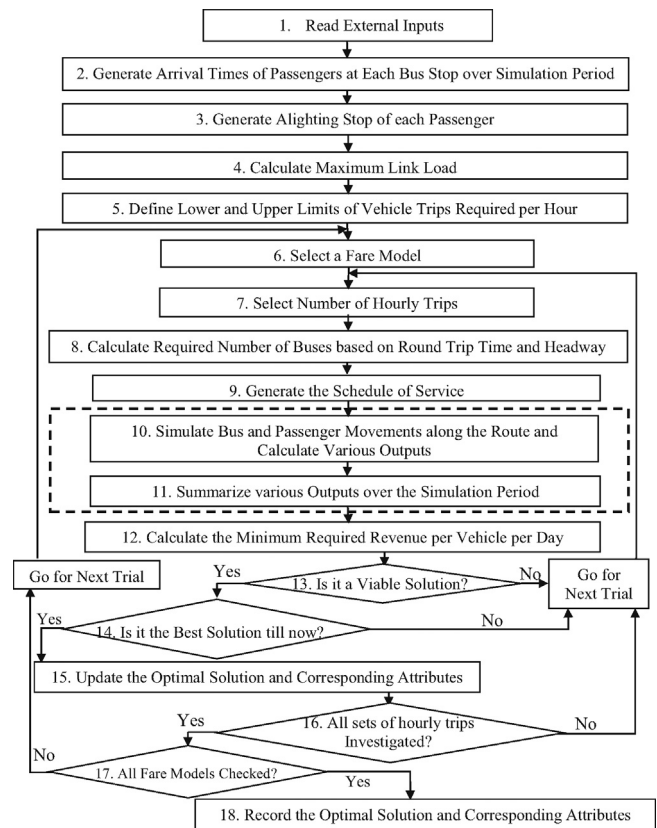 1. Read External Inputs
2. Generate Arrival Times of Passengers at Each Bus Stop over Simulation Period
3. Generate Alighting Stop of each Passenger
4. Calculate Maximum Link Load
5. Define Lower and Upper Limits of Vehicle Trips Required per Hour
6. Select a Fare Model
7. Select Number of Hourly Trips
8. Calculate Required Number of Buses based on Round Trip Time and Headway
9. Generate the Schedule of Service
10. Simulate Bus and Passenger Movements along the Route and
Calculate Various Outputs
11. Summarize various Outputs over the Simulation Period
12. Calculate the Minimum Required Revenue per Vehicle per Day
Go for Next Trial
Yes
13. Is it a Viable Solution?
No
Go for
Next Trial
Yes
14. Is it the Best Solution till now?
No
15. Update the Optimal Solution and Corresponding Attributes
Yes
16. All sets of hourly trips
Investigated?
No
No
17. All Fare Models Checked?
Yes
18. Record the Optimal Solution and Corresponding Attributes